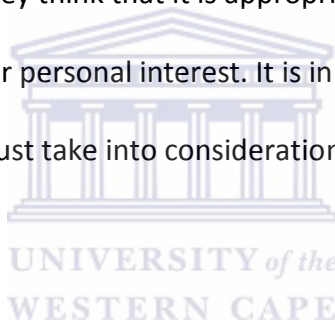 ey think that it is appropri
r personal interest. It is in
ust take into consideration
UNIVERSITY of the
WESTERN CAPE